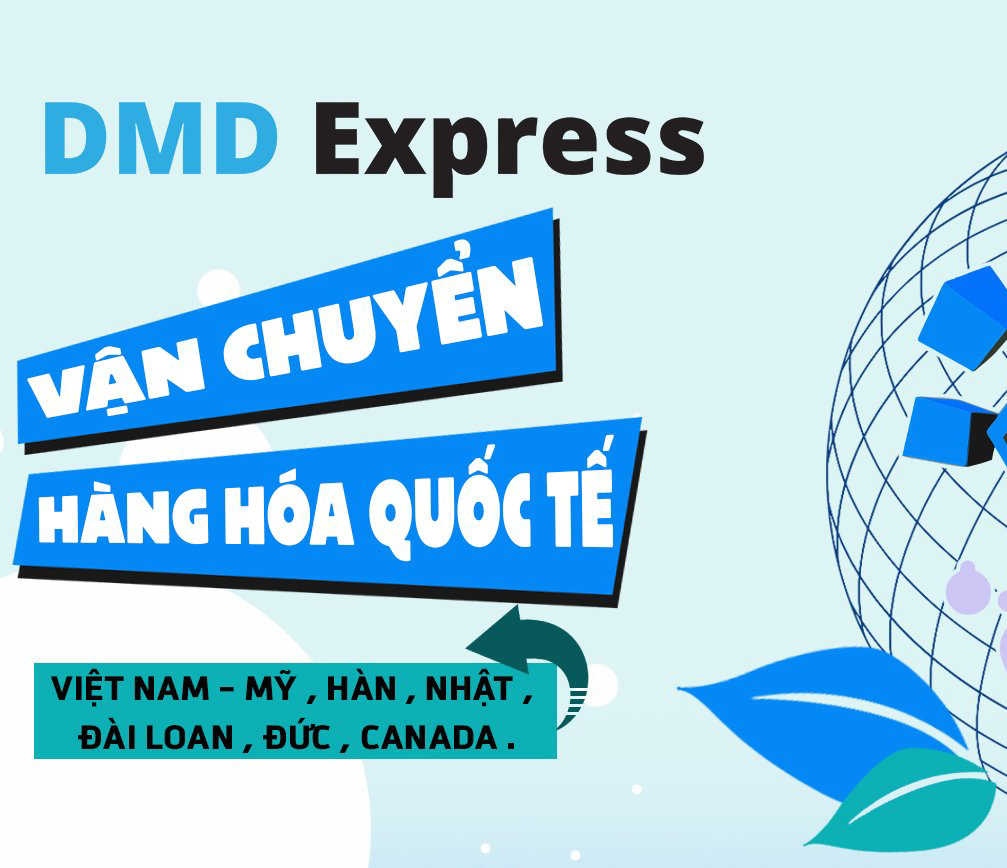 DMD Express
VẬN CHUYỂN
HÀNG HÓA QUỐC TẾ
VIỆT NAM – MỸ , HÀN , NHẬT ,
ĐÀI LOAN , ĐỨC , CANADA .